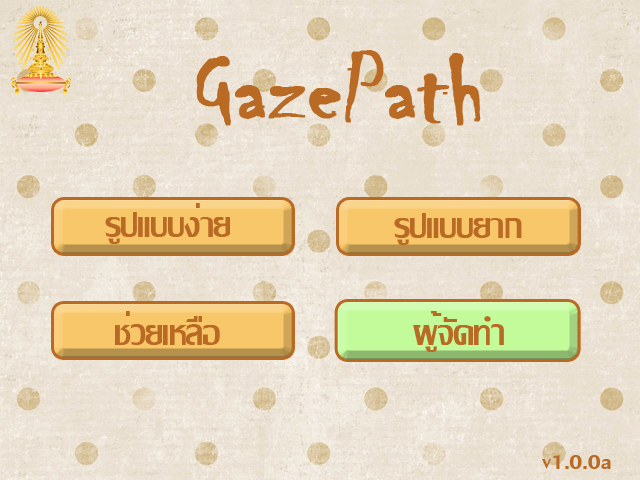 GazePath
รูปแบบง่าย
รูปแบบยาก
ช่วยเหลือ
ผู้จัดทำ
v1.0.0a